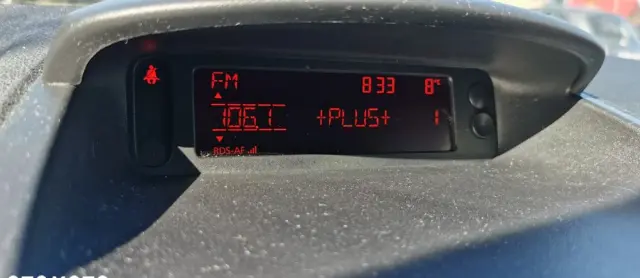 FM 8:33 8°C
106.1 +PLUS+ 1
RDS-AF